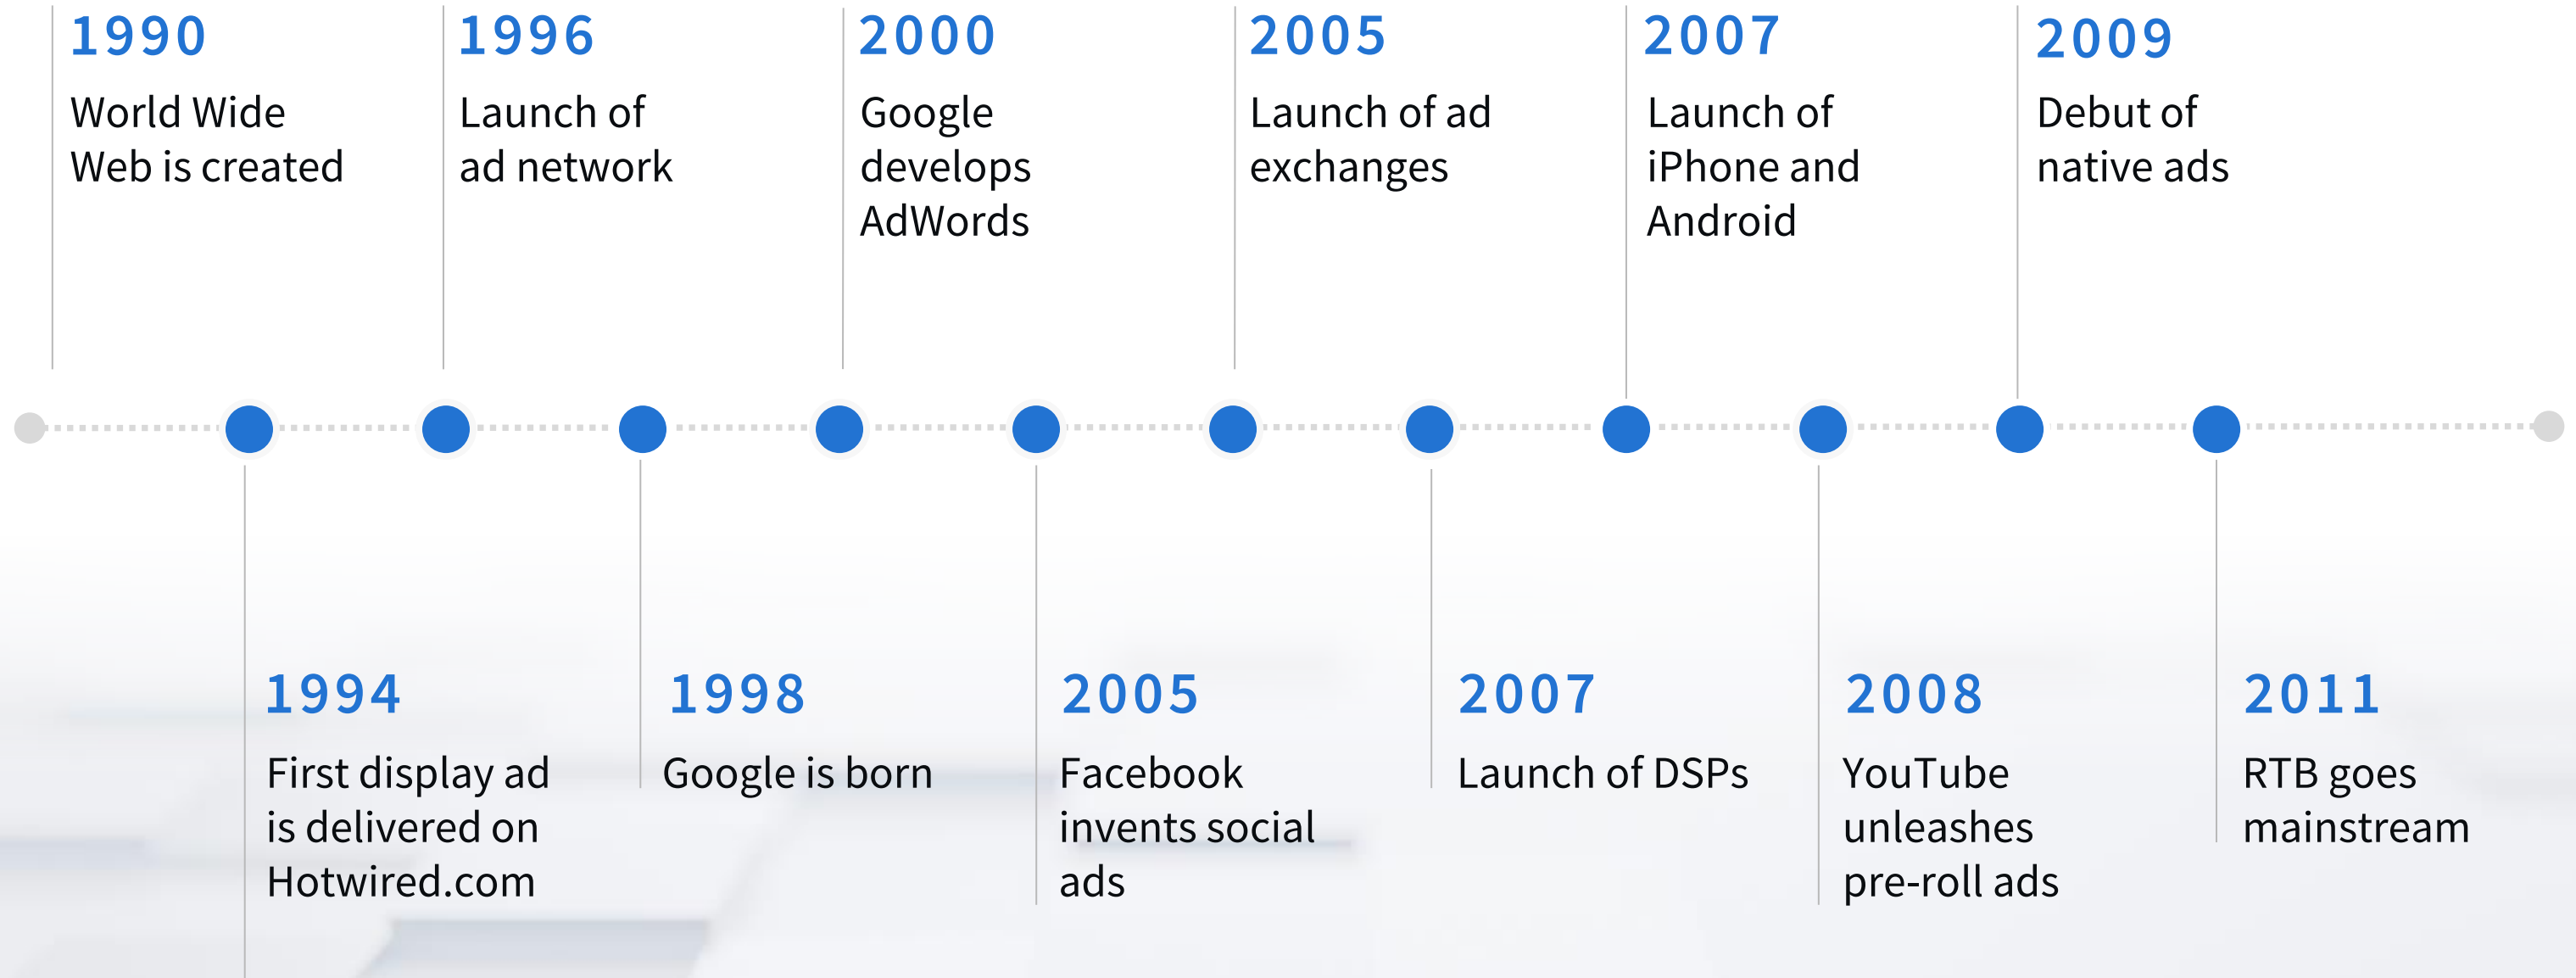 1990
World Wide
Web is created
1996
Launch of
ad network
2000
Google
develops
AdWords
2005
Launch of ad
exchanges
2007
Launch of
iPhone and
Android
2009
Debut of
native ads
1994
First display ad
is delivered on
Hotwired.com
1998
Google is born
2005
Facebook
invents social
ads
2007
Launch of DSPs
2008
YouTube
unleashes
pre-roll ads
2011
RTB goes
mainstream